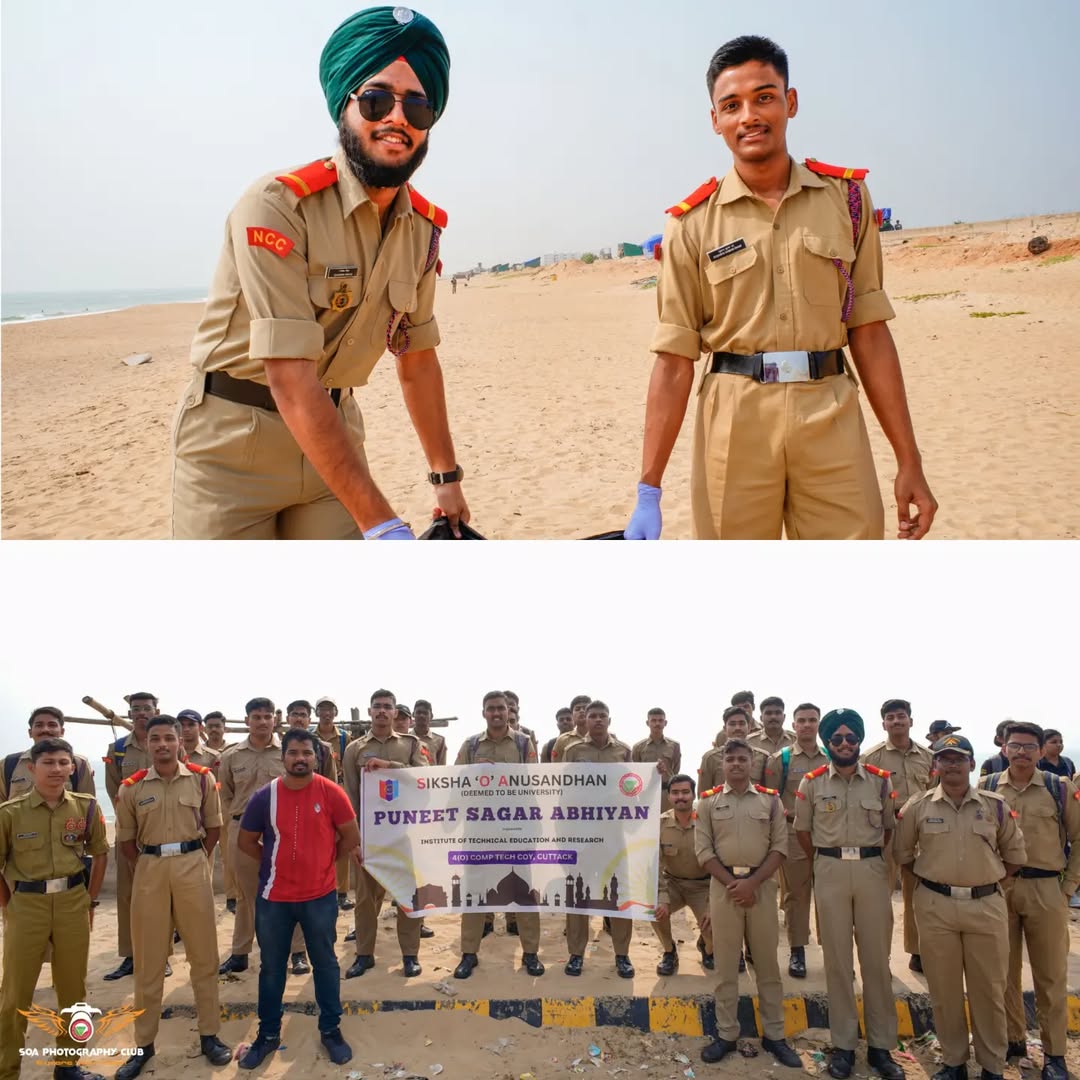 NCC
SIKSHA 'O' ANUSANDHAN
(DEEMED TO BE UNIVERSITY)
PUNEET SAGAR ABHIYAN
INSTITUTE OF TECHNICAL EDUCATION AND RESEARCH
4(O) COMP TECH COY, CUTTACK
SOA PHOTOGRAPHY CLUB